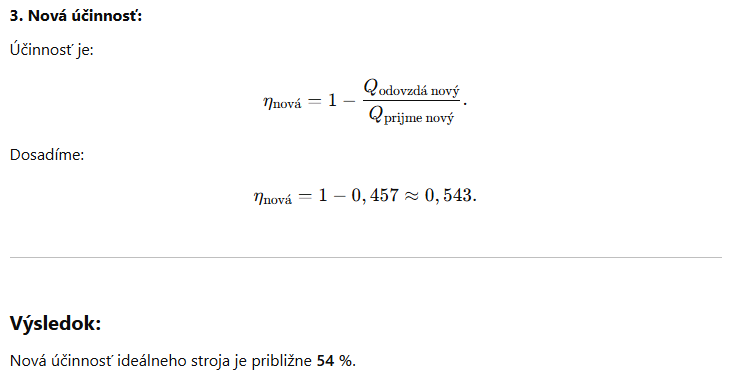 3. Nová účinnosť:
Účinnosť je:
η_nová = 1 − Q_odovzdá nový / Q_prijme nový.
Dosadíme:
η_nová = 1 − 0,457 ≈ 0,543.
Výsledok:
Nová účinnosť ideálneho stroja je približne 54 %.